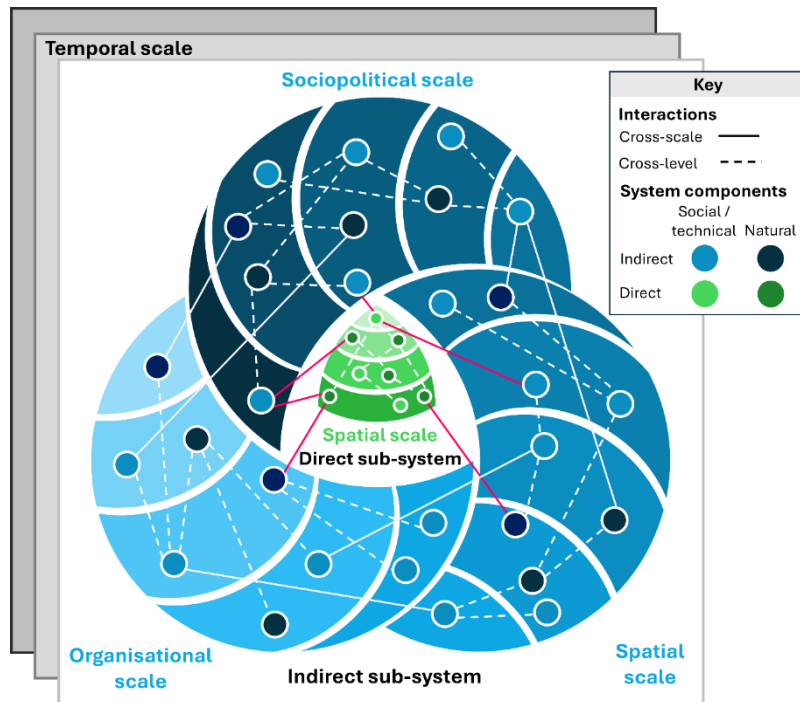 Temporal scale
Sociopolitical scale
Key
Interactions
Cross-scale
Cross-level
System components
Social /
technical
Natural
Indirect
Direct
Spatial scale
Direct sub-system
Organisational
scale
Indirect sub-system
Spatial
scale